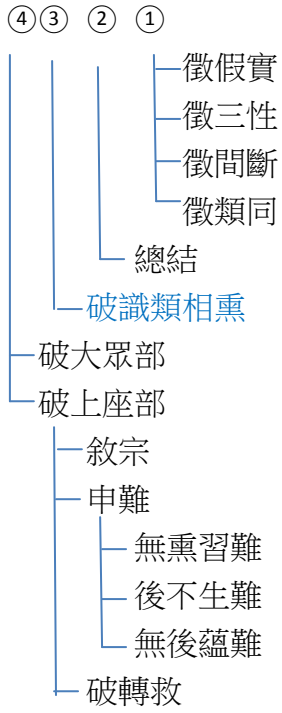 ④③ ② ①
徵假實
徵三性
徵間斷
徵類同
總結
破識類相熏
破大眾部
破上座部
敘宗
申難
無熏習難
後不生難
無後蘊難
破轉救